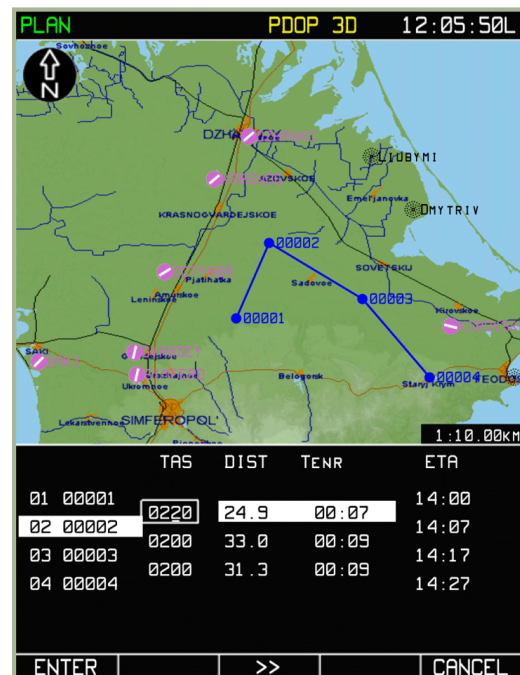 PLAN PDOP 3D 12:05:50L
Sovhoznoe
N
LIUBYMI
AZOVSKOE
Emel'janovka
DMYTRIV
KRASNOGVARDEJSKOE
00002
SOVETSKIJ
Pjatihatka
Sadovoe
Amurskoe
Leninskoe
00003
Kirovskoe
00001
SAKI
Belogorsk
00004
Staryj Krym
Ukromnoe
SIMFEROPOL'
Lekarstvennoe
1:10.00KM
TAS DIST TENR ETA
01 00001 14:00
0220 24.9 00:07
02 00002 14:07
0200 33.0 00:09
03 00003 14:17
0200 31.3 00:09
04 00004 14:27
ENTER >> CANCEL